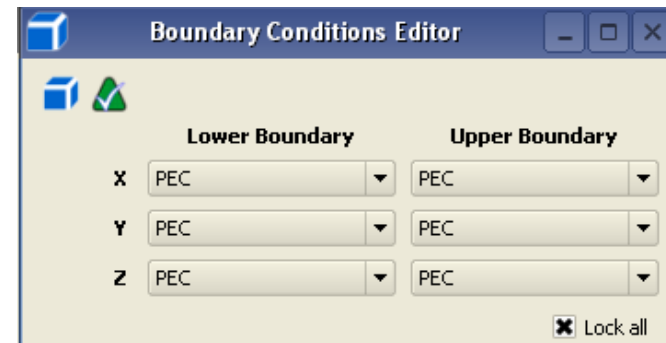 Boundary Conditions Editor
Lower Boundary Upper Boundary
X PEC PEC
Y PEC PEC
Z PEC PEC
Lock all